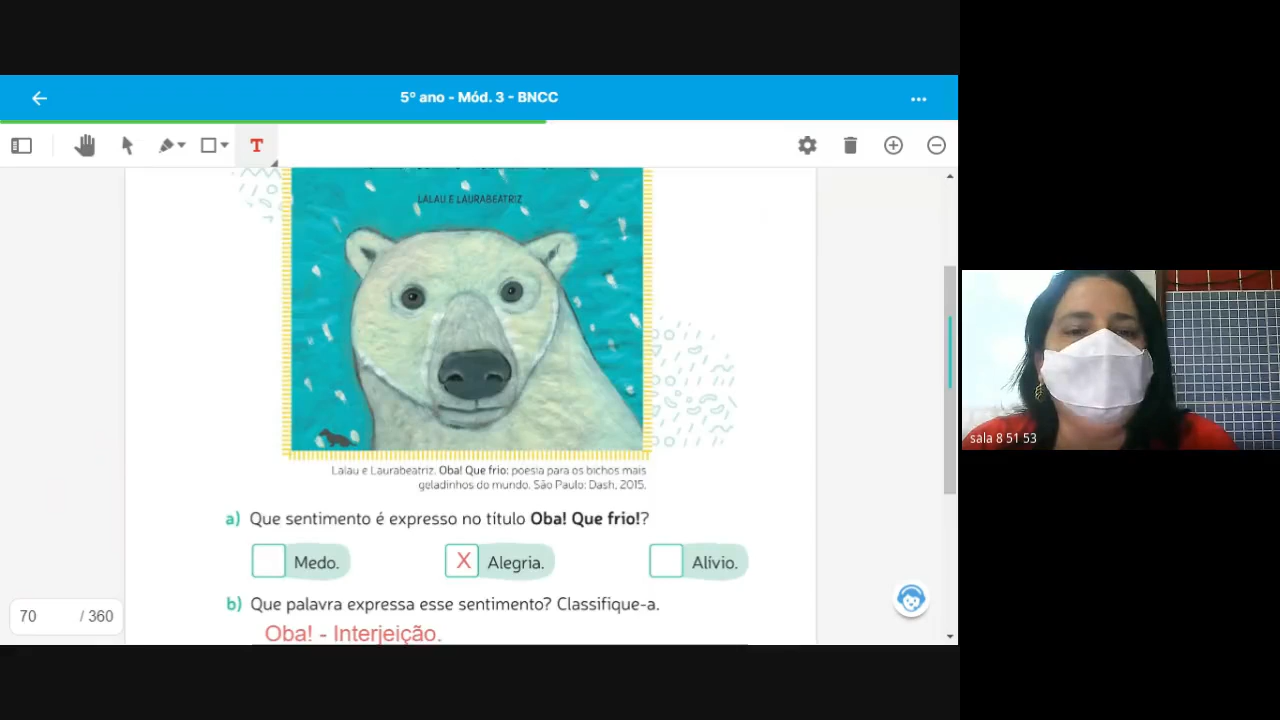 5º ano - Mód. 3 - BNCC
T
LALAU E LAURABEATRIZ
Lalau e Laurabeatriz. Oba! Que frio: poesia para os bichos mais
geladinhos do mundo. São Paulo: Dash, 2015.
a) Que sentimento é expresso no título Oba! Que frio!?
Medo. X Alegria. Alívio.
b) Que palavra expressa esse sentimento? Classifique-a.
Oba! - Interjeição.
70 / 360
sala 8 51 53